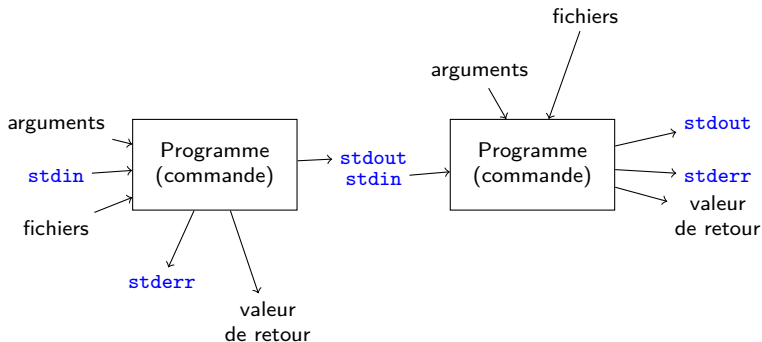 fichiers
arguments
arguments
stdin
fichiers
Programme
(commande)
stdout
stdin
Programme
(commande)
stdout
stderr
valeur
de retour
stderr
valeur
de retour